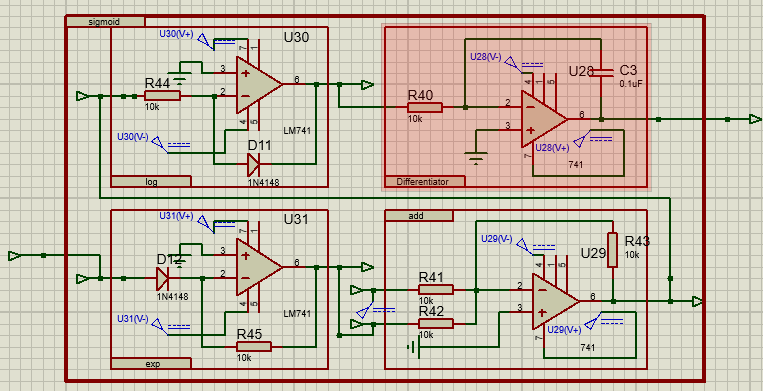 sigmoid
U30(V+)
7
1
U30
3
6
R44
2
10k
4
5
LM741
U30(V-)
D11
1N4148
log
U28(V-)
4
1
5
U28
C3
0.1uF
R40
10k
2
6
3
7
U28(V+)
741
Differentiator
U31(V+)
7
1
U31
3
6
D12
2
1N4148
4
5
LM741
U31(V-)
R45
10k
exp
add
U29(V-)
4
1
5
U29
R43
10k
R41
10k
2
6
R42
10k
3
7
U29(V+)
741